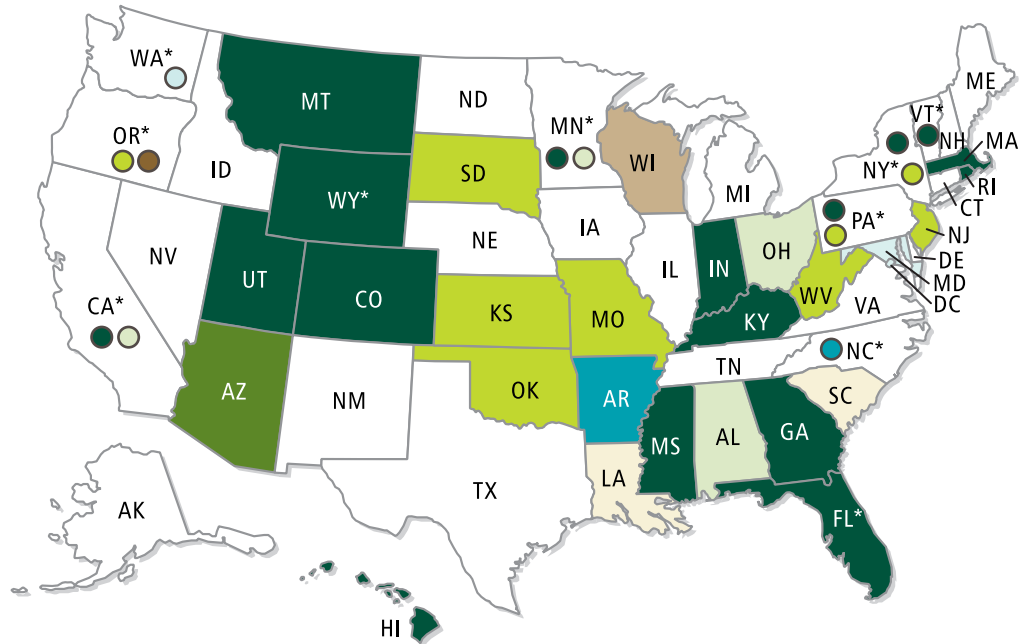 WA*
MT
ND
MN*
ME
VT*
NH
MA
OR*
ID
SD
WI
NY*
RI
CT
WY*
MI
PA*
NJ
NV
NE
IA
IL
IN
OH
DE
MD
DC
UT
CO
CA*
KS
MO
WV
VA
KY
AZ
NM
OK
AR
TN
NC*
SC
MS
AL
GA
LA
TX
AK
FL*
HI